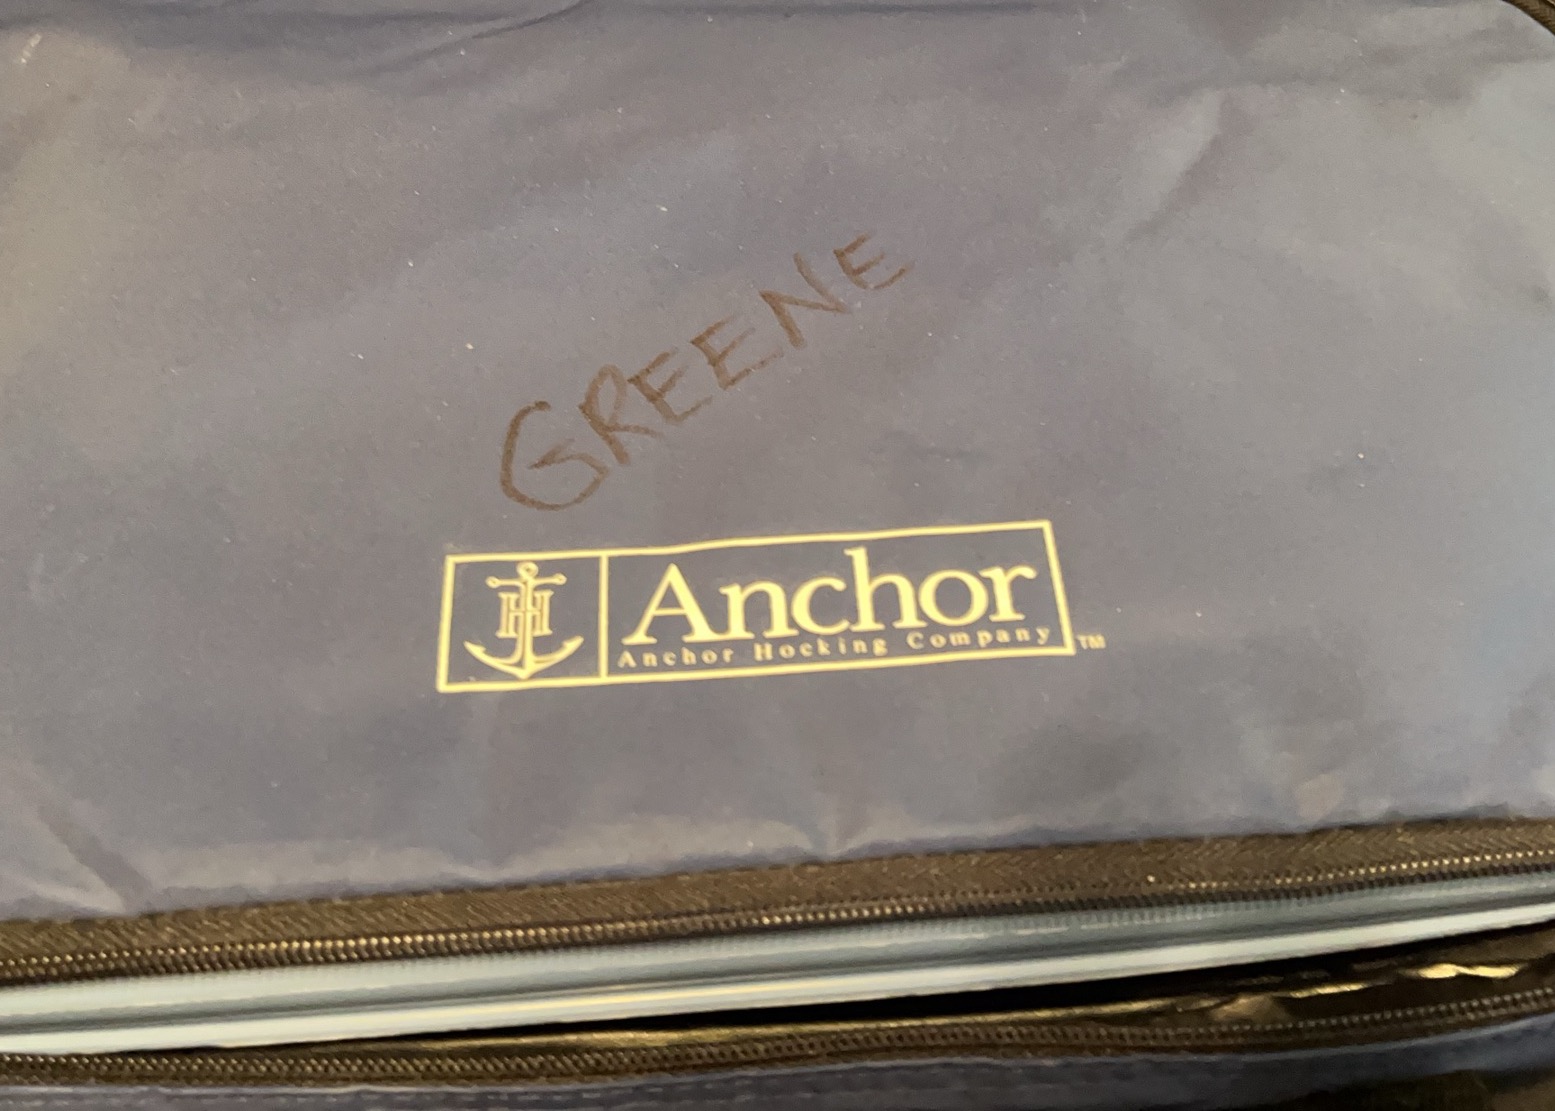 GREENE
Anchor
Anchor Hocking Company
TM